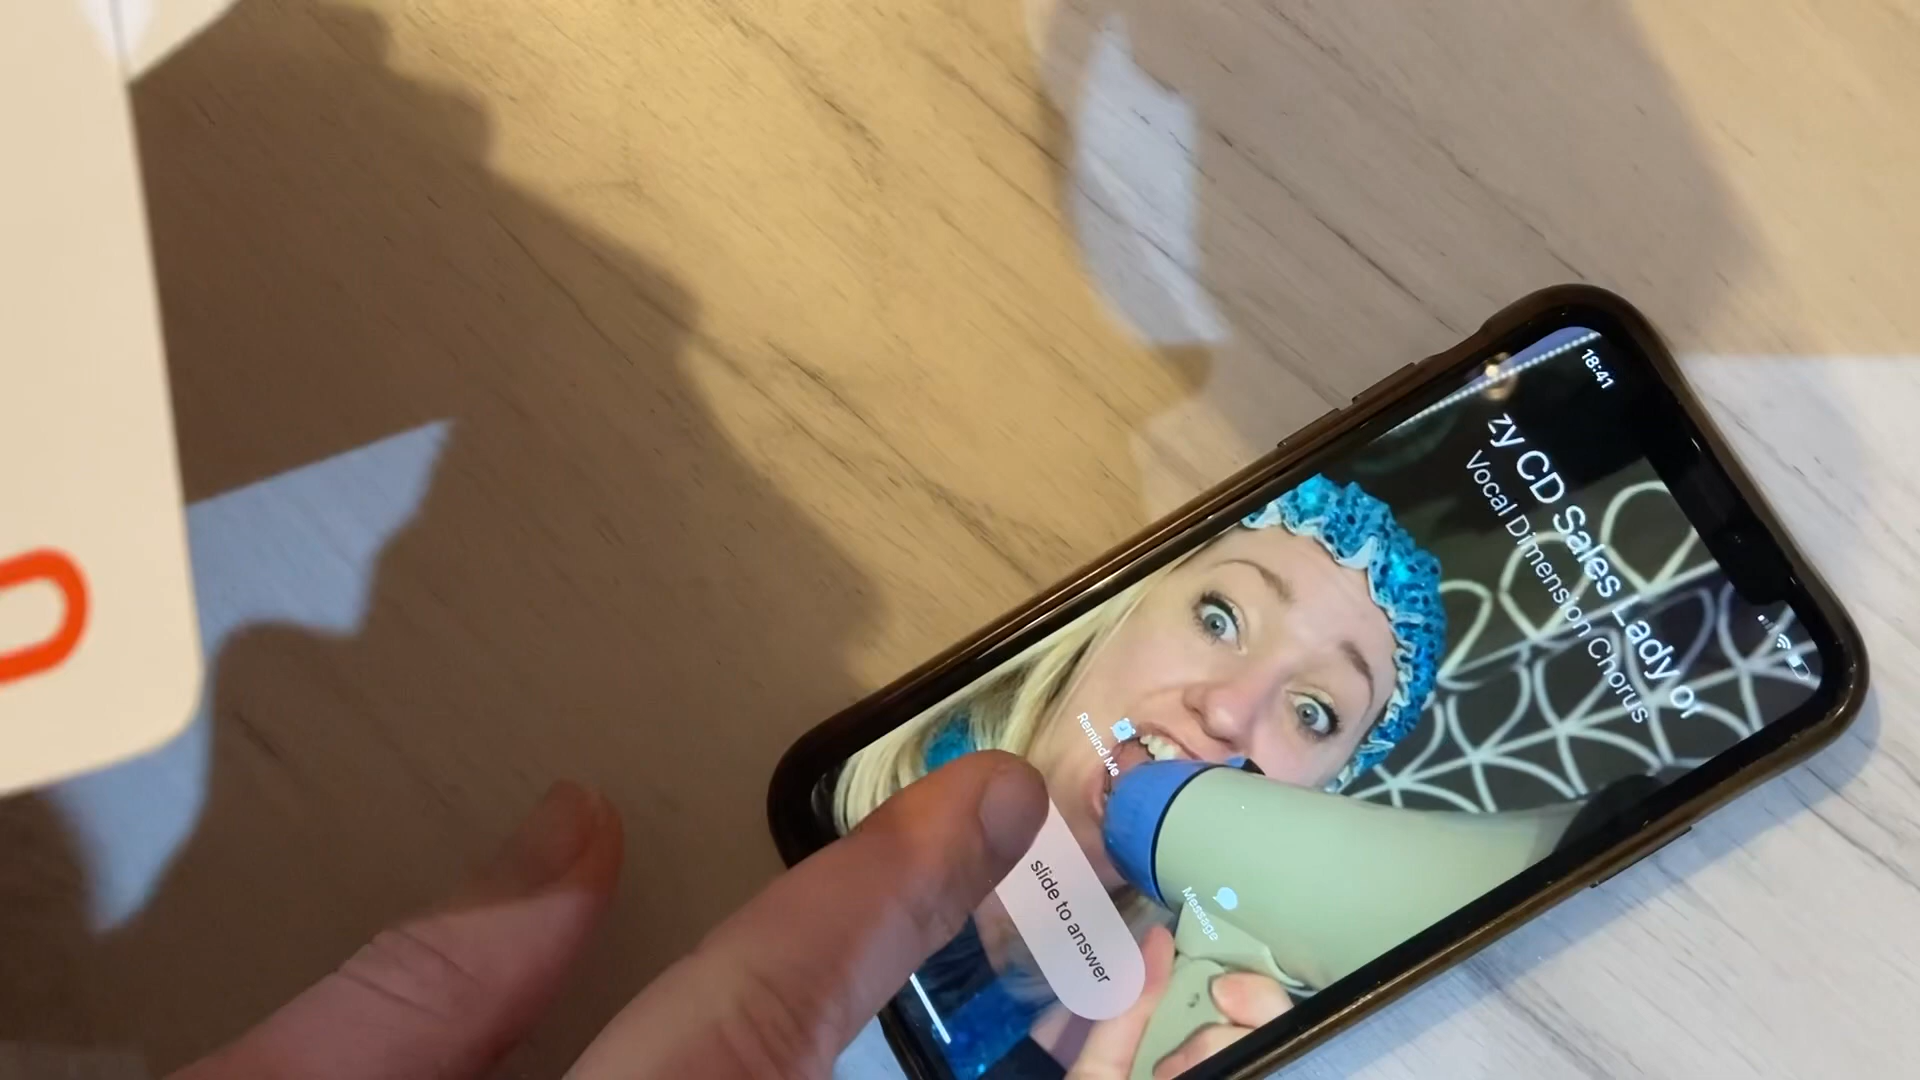 18:41
zy CD Sales Lady or
Vocal Dimension Chorus
Remind Me
Message
slide to answer